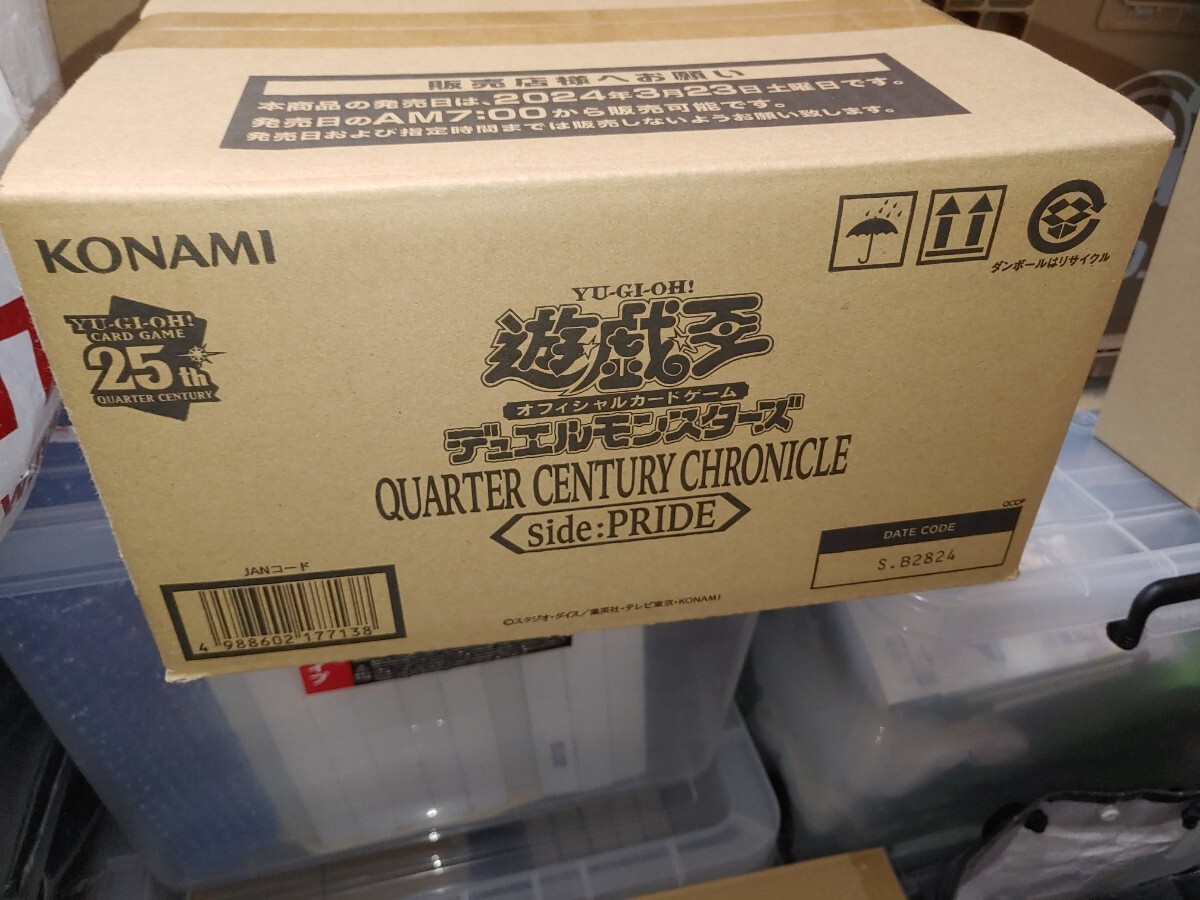 販売店様へお願い
本商品の発売日は、2024年3月23日土曜日です。
発売日のAM7:00から販売可能です。
発売日および指定時間までは販売しないようお願い致します。
KONAMI
ダンボールはリサイクル
YU-GI-OH!
CARD GAME
25th
QUARTER CENTURY
YU-GI-OH!
遊戯王
オフィシャルカードゲーム
デュエルモンスターズ
QUARTER CENTURY CHRONICLE
side:PRIDE
QCCP
DATE CODE
S.B2824
JANコード
4 988602 177138
©スタジオ・ダイス／集英社・テレビ東京・KONAMI